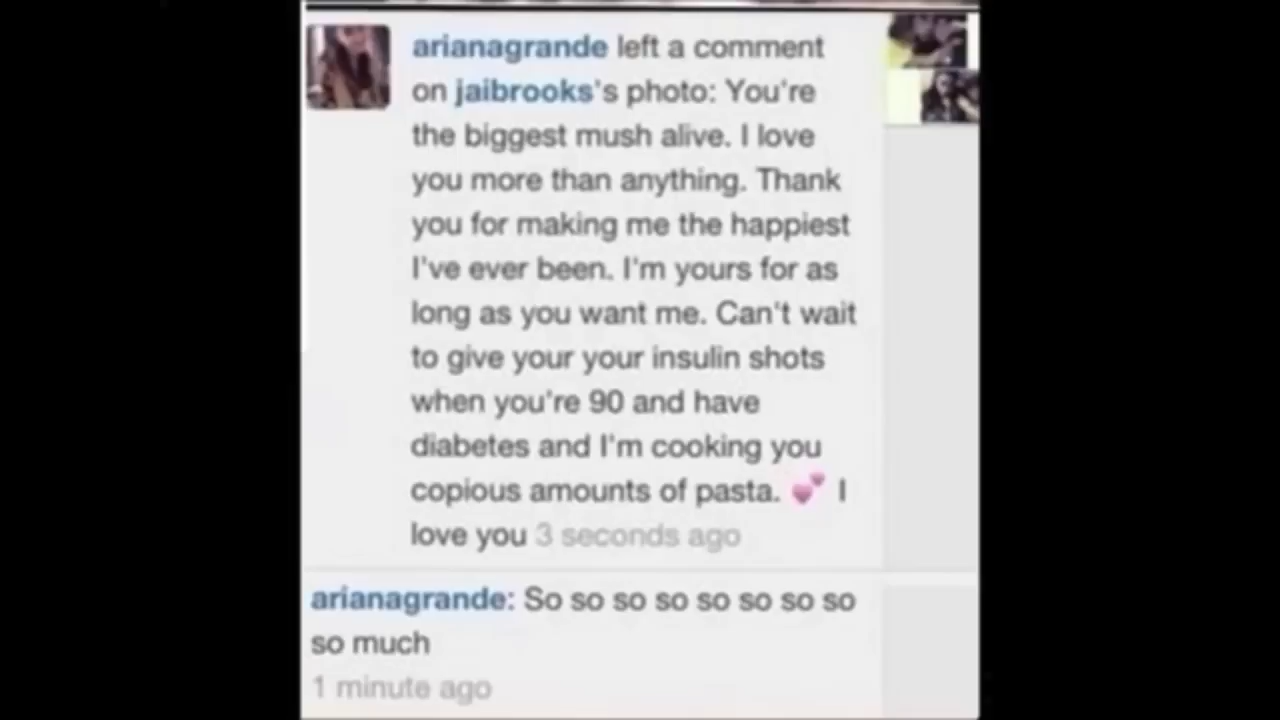 arianagrande left a comment
on jaibrooks's photo: You're
the biggest mush alive. I love
you more than anything. Thank
you for making me the happiest
I've ever been. I'm yours for as
long as you want me. Can't wait
to give your your insulin shots
when you're 90 and have
diabetes and I'm cooking you
copious amounts of pasta. 💕 I
love you 3 seconds ago
arianagrande: So so so so so so so so
so much
1 minute ago